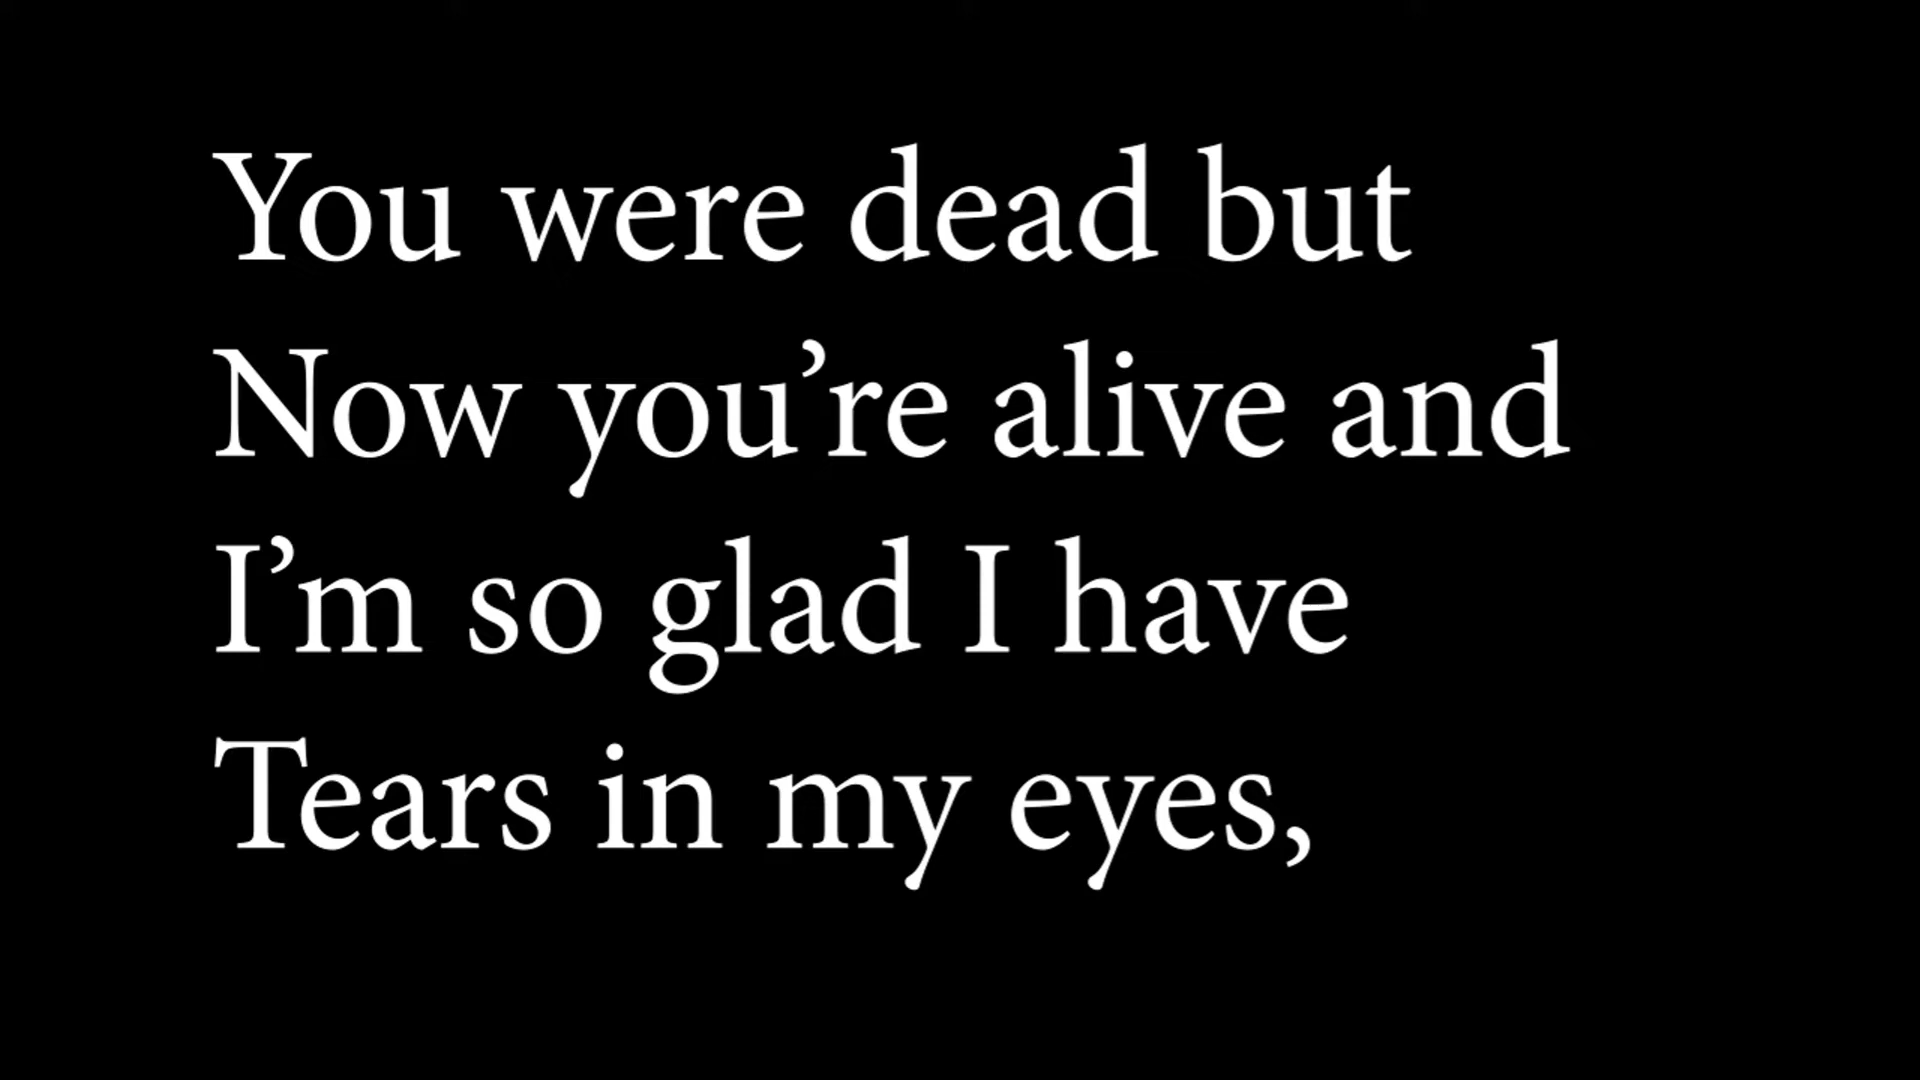 You were dead but
Now you’re alive and
I’m so glad I have
Tears in my eyes,